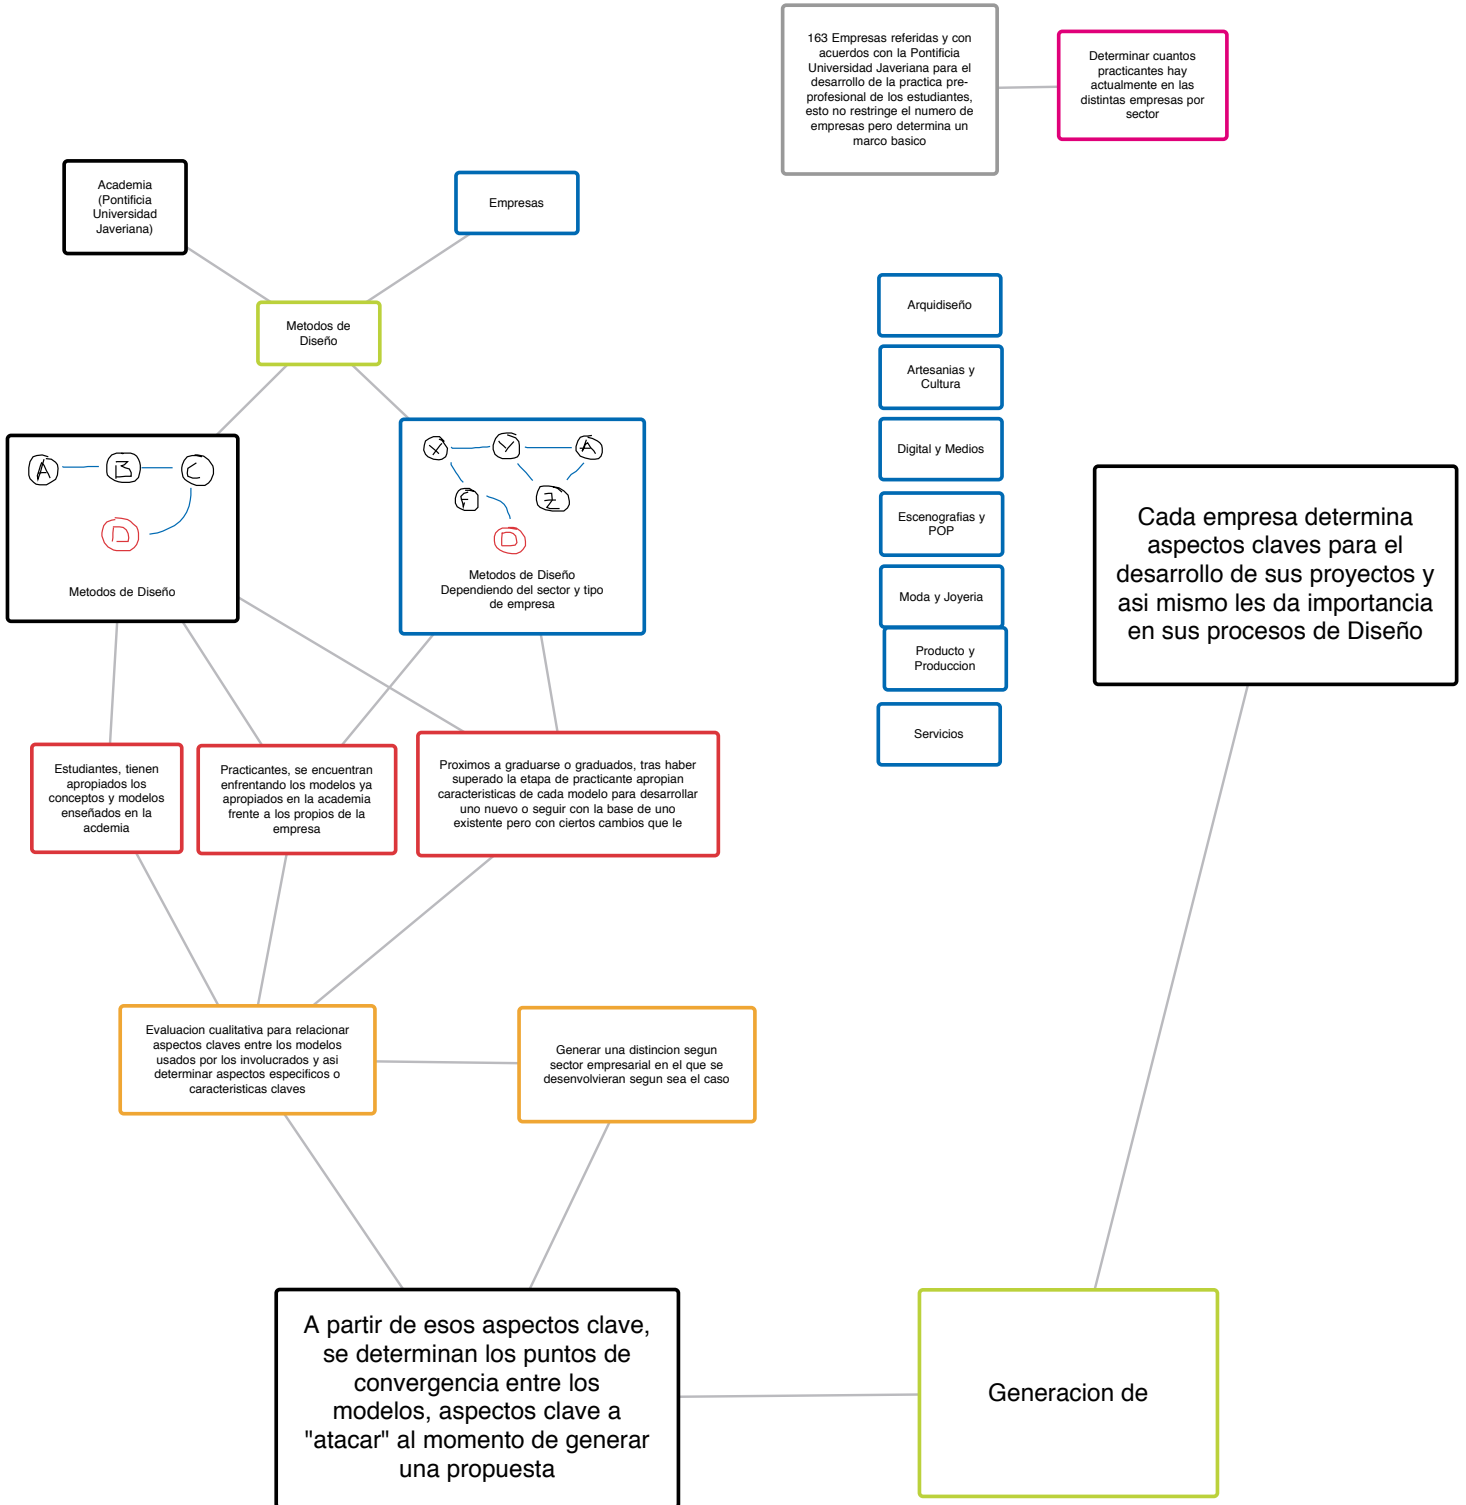 163 Empresas referidas y con
acuerdos con la Pontificia
Universidad Javeriana para el
desarrollo de la practica pre-
profesional de los estudiantes,
esto no restringe el numero de
empresas pero determina un
marco basico
Determinar cuantos
practicantes hay
actualmente en las
distintas empresas por
sector
Academia
(Pontificia
Universidad
Javeriana)
Empresas
Metodos de
Diseño
A B C
D
Metodos de Diseño
X Y A
F Z
D
Metodos de Diseño
Dependiendo del sector y tipo
de empresa
Arquidiseño
Artesanias y
Cultura
Digital y Medios
Escenografias y
POP
Moda y Joyeria
Producto y
Produccion
Servicios
Cada empresa determina
aspectos claves para el
desarrollo de sus proyectos y
asi mismo les da importancia
en sus procesos de Diseño
Estudiantes, tienen
apropiados los
conceptos y modelos
enseñados en la
acdemia
Practicantes, se encuentran
enfrentando los modelos ya
apropiados en la academia
frente a los propios de la
empresa
Proximos a graduarse o graduados, tras haber
superado la etapa de practicante apropian
caracteristicas de cada modelo para desarrollar
uno nuevo o seguir con la base de uno
existente pero con ciertos cambios que le
Evaluacion cualitativa para relacionar
aspectos claves entre los modelos
usados por los involucrados y asi
determinar aspectos especificos o
caracteristicas claves
Generar una distincion segun
sector empresarial en el que se
desenvolvieran segun sea el caso
A partir de esos aspectos clave,
se determinan los puntos de
convergencia entre los
modelos, aspectos clave a
"atacar" al momento de generar
una propuesta
Generacion de